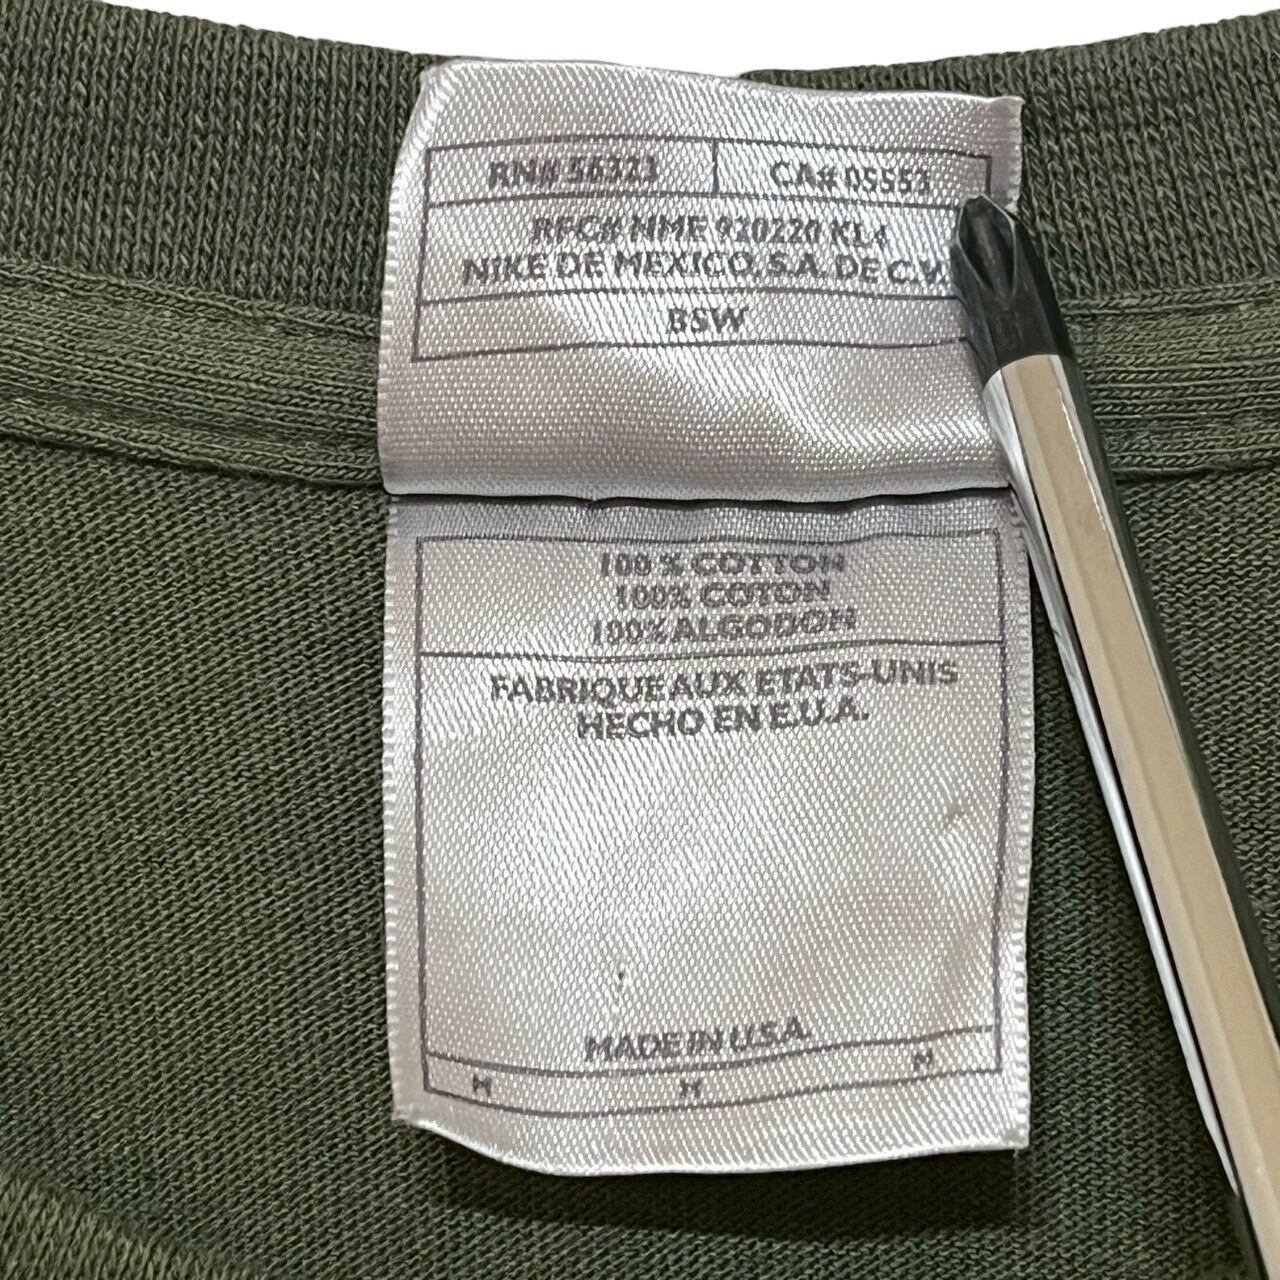 RN# 56323 CA# 05553
RFC# NME 920220 KL4
NIKE DE MEXICO, S.A. DE C.V.
BSW
100 % COTTON
100% COTON
100% ALGODON
FABRIQUE AUX ETATS-UNIS
HECHO EN E.U.A.
MADE IN U.S.A.
M M M